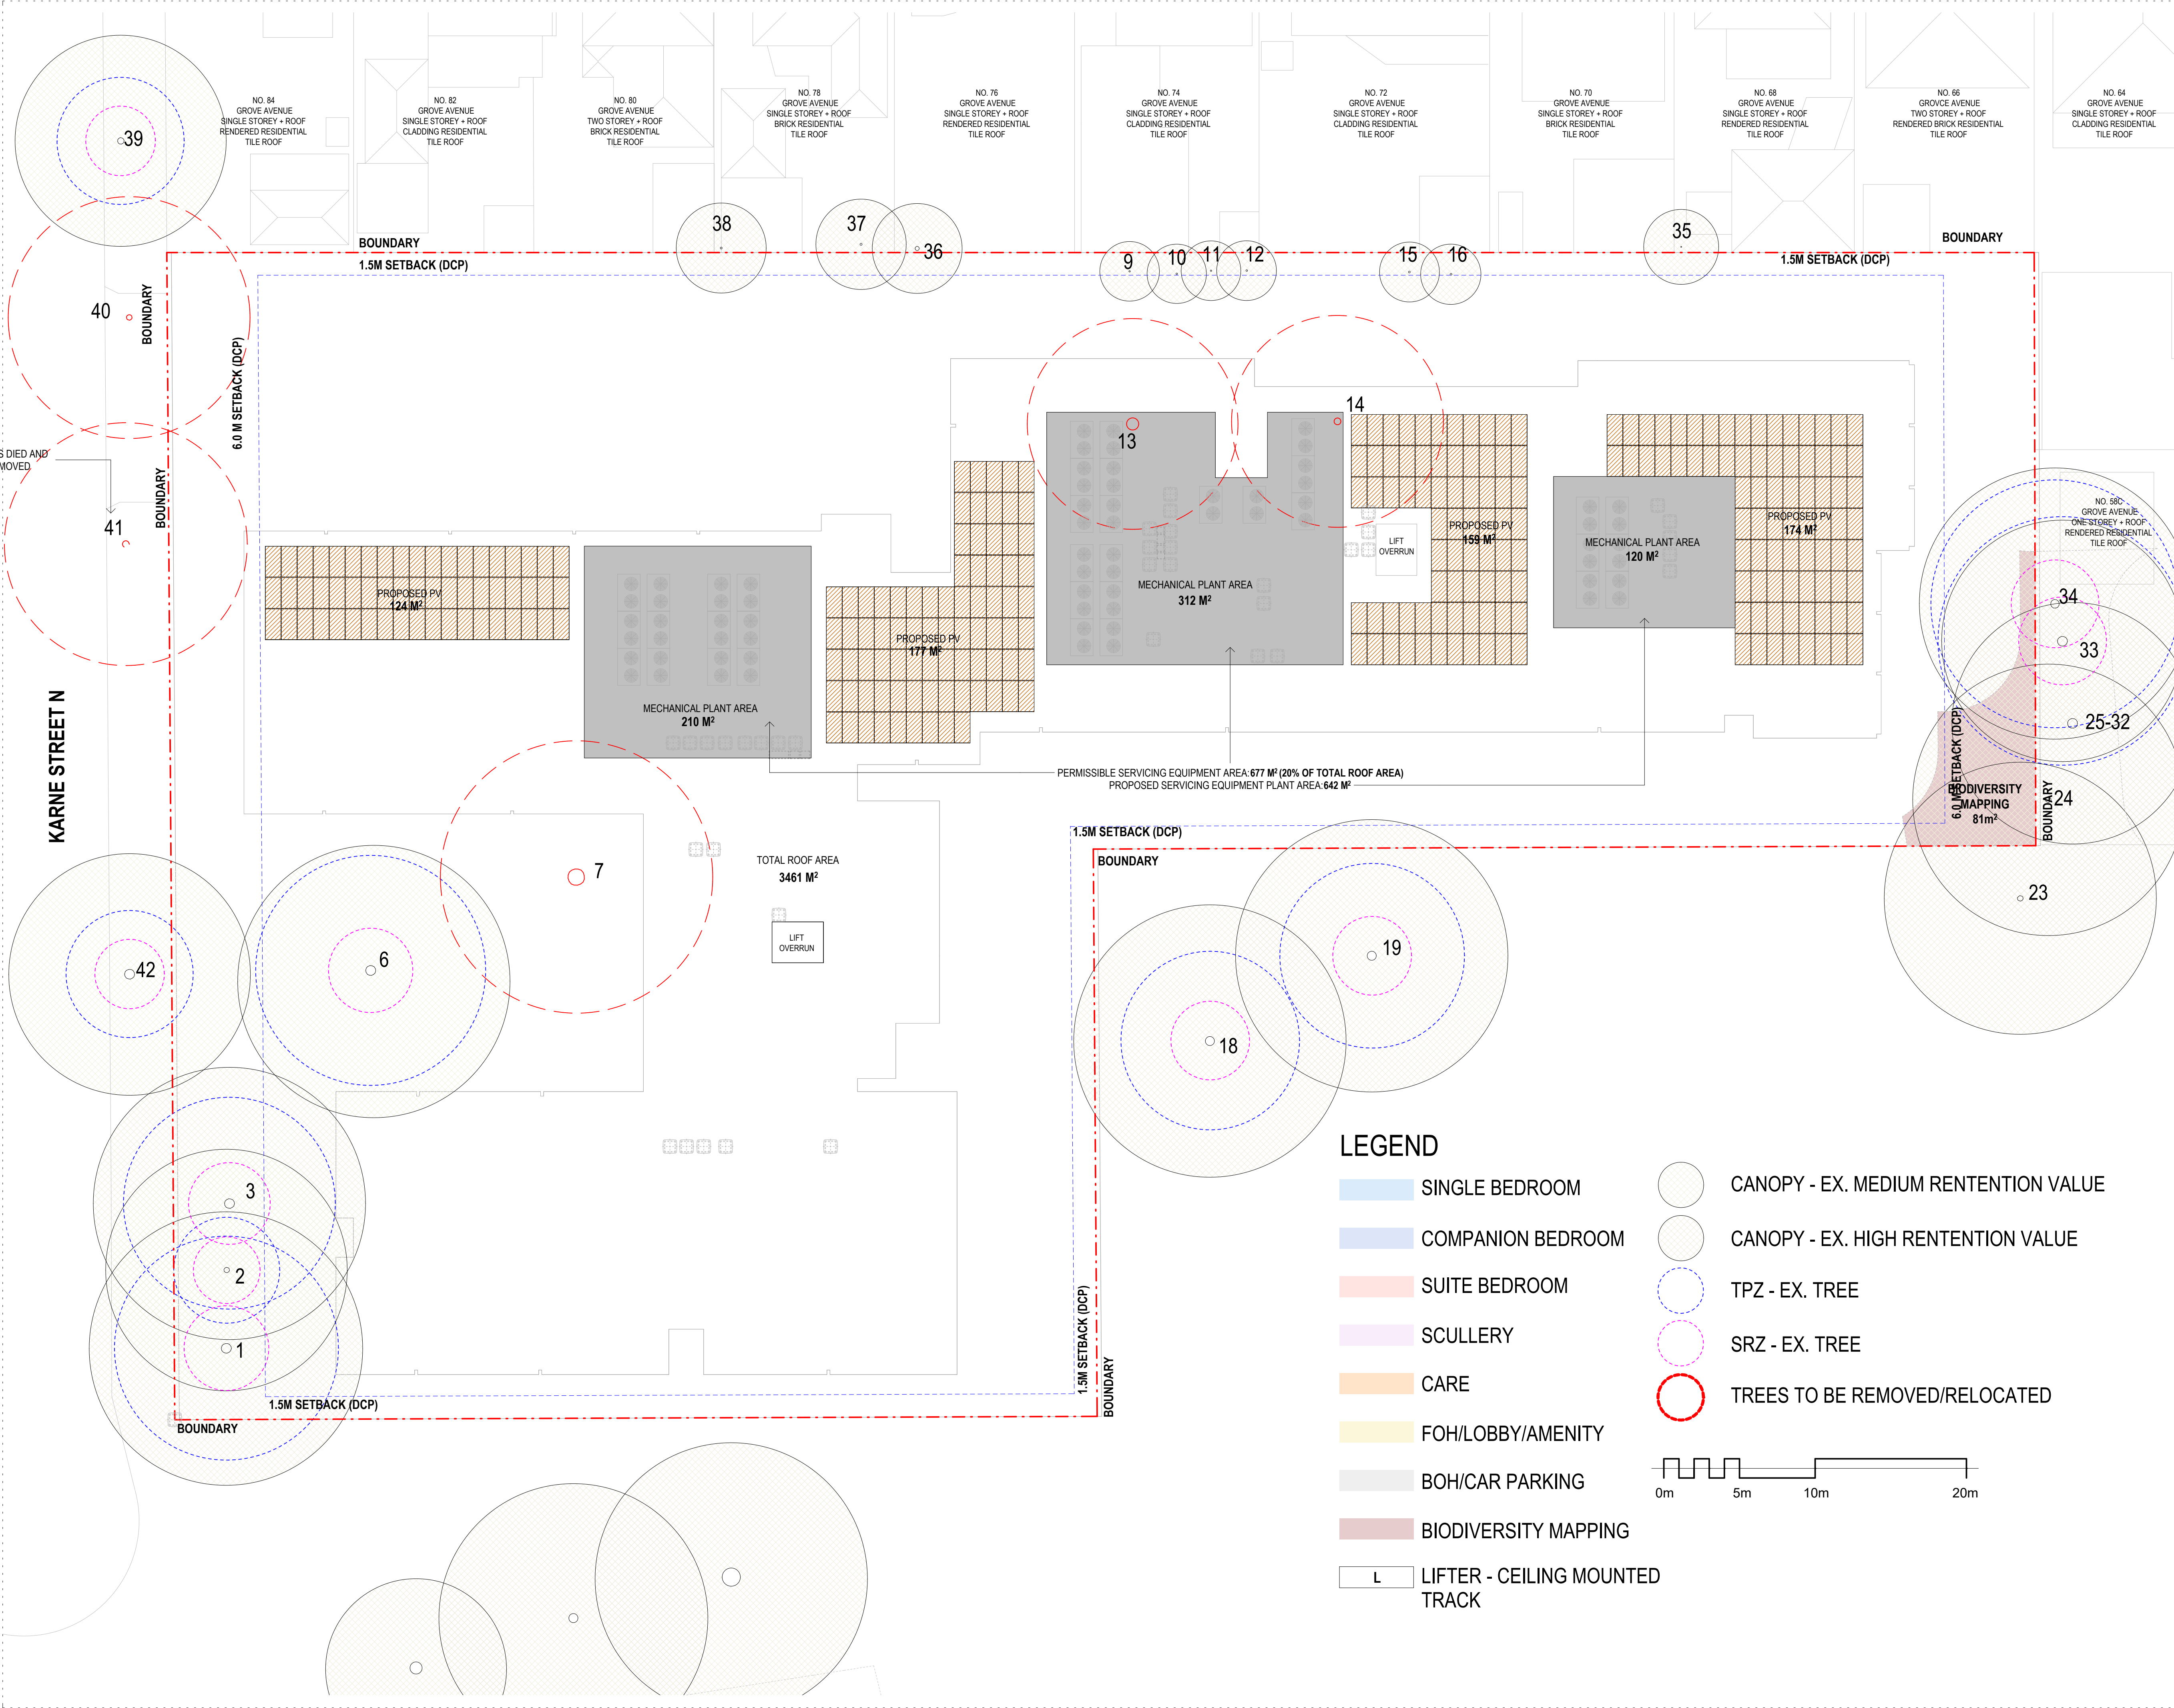 NO. 84
GROVE AVENUE
SINGLE STOREY + ROOF
RENDERED RESIDENTIAL
TILE ROOF
NO. 82
GROVE AVENUE
SINGLE STOREY + ROOF
CLADDING RESIDENTIAL
TILE ROOF
NO. 80
GROVE AVENUE
TWO STOREY + ROOF
BRICK RESIDENTIAL
TILE ROOF
NO. 78
GROVE AVENUE
SINGLE STOREY + ROOF
BRICK RESIDENTIAL
TILE ROOF
NO. 76
GROVE AVENUE
SINGLE STOREY + ROOF
RENDERED RESIDENTIAL
TILE ROOF
NO. 74
GROVE AVENUE
SINGLE STOREY + ROOF
CLADDING RESIDENTIAL
TILE ROOF
NO. 72
GROVE AVENUE
SINGLE STOREY + ROOF
CLADDING RESIDENTIAL
TILE ROOF
NO. 70
GROVE AVENUE
SINGLE STOREY + ROOF
BRICK RESIDENTIAL
TILE ROOF
NO. 68
GROVE AVENUE
SINGLE STOREY + ROOF
RENDERED RESIDENTIAL
TILE ROOF
NO. 66
GROVCE AVENUE
TWO STOREY + ROOF
RENDERED BRICK RESIDENTIAL
TILE ROOF
NO. 64
GROVE AVENUE
SINGLE STOREY + ROOF
CLADDING RESIDENTIAL
TILE ROOF
39
38
37
36
35
BOUNDARY
1.5M SETBACK (DCP)
9
10
11
12
15
16
BOUNDARY
1.5M SETBACK (DCP)
40
BOUNDARY
6.0 M SETBACK (DCP)
13
14
S DIED AND
MOVED
41
BOUNDARY
NO. 58C
GROVE AVENUE
ONE STOREY + ROOF
RENDERED RESIDENTIAL
TILE ROOF
PROPOSED PV
124 M²
MECHANICAL PLANT AREA
210 M²
PROPOSED PV
177 M²
MECHANICAL PLANT AREA
312 M²
LIFT
OVERRUN
PROPOSED PV
159 M²
MECHANICAL PLANT AREA
120 M²
PROPOSED PV
174 M²
34
33
25-32
KARNE STREET N
PERMISSIBLE SERVICING EQUIPMENT AREA:677 M² (20% OF TOTAL ROOF AREA)
PROPOSED SERVICING EQUIPMENT PLANT AREA:642 M²
6.0 M SETBACK (DCP)
BIODIVERSITY
MAPPING
81m²
BOUNDARY
24
23
1.5M SETBACK (DCP)
BOUNDARY
7
TOTAL ROOF AREA
3461 M²
LIFT
OVERRUN
42
6
19
18
3
2
1
1.5M SETBACK (DCP)
BOUNDARY
1.5M SETBACK (DCP)
BOUNDARY
LEGEND
SINGLE BEDROOM
COMPANION BEDROOM
SUITE BEDROOM
SCULLERY
CARE
FOH/LOBBY/AMENITY
BOH/CAR PARKING
BIODIVERSITY MAPPING
L
LIFTER - CEILING MOUNTED
TRACK
CANOPY - EX. MEDIUM RENTENTION VALUE
CANOPY - EX. HIGH RENTENTION VALUE
TPZ - EX. TREE
SRZ - EX. TREE
TREES TO BE REMOVED/RELOCATED
0m 5m 10m 20m